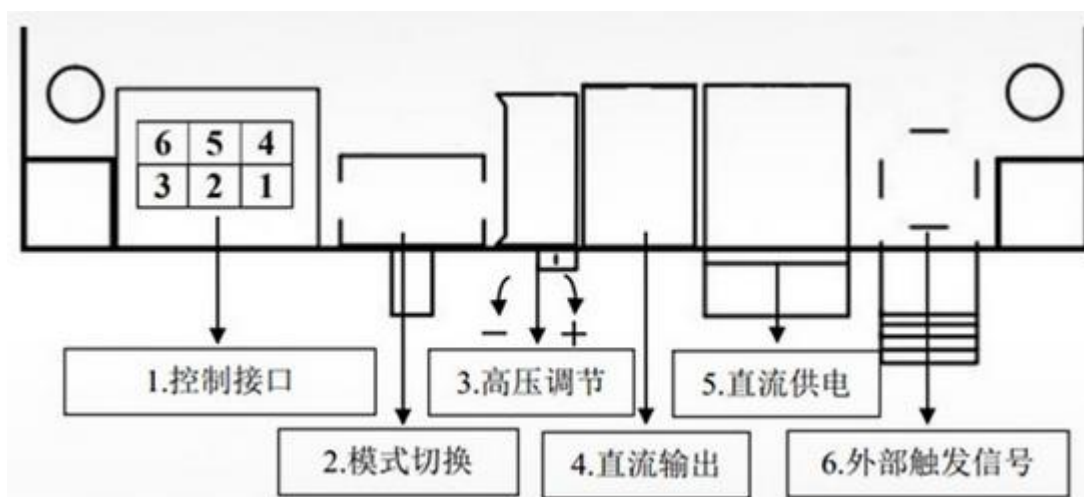 6 5 4
3 2 1
− +
1.控制接口
3.高压调节
5.直流供电
2.模式切换
4.直流输出
6.外部触发信号